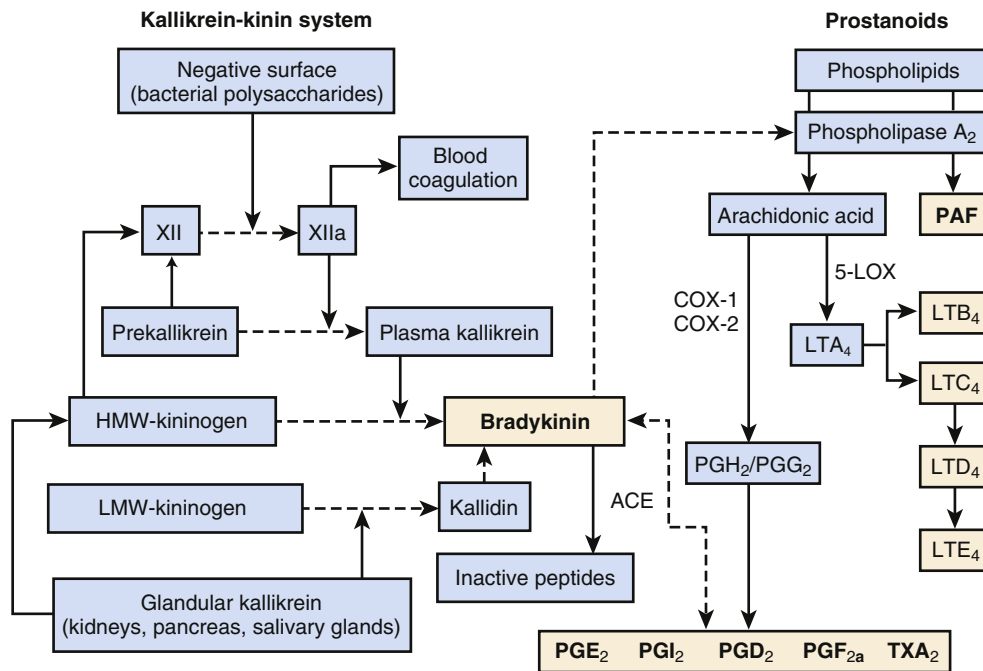 Kallikrein-kinin system
Prostanoids
Negative surface
(bacterial polysaccharides)
Phospholipids
Phospholipase A₂
Blood
coagulation
XII
XIIa
Arachidonic acid
PAF
5-LOX
COX-1
COX-2
Prekallikrein
Plasma kallikrein
LTA₄
LTB₄
LTC₄
HMW-kininogen
Bradykinin
PGH₂/PGG₂
LTD₄
LMW-kininogen
Kallidin
ACE
LTE₄
Inactive peptides
Glandular kallikrein
(kidneys, pancreas, salivary glands)
PGE₂ PGI₂ PGD₂ PGF₂ₐ TXA₂